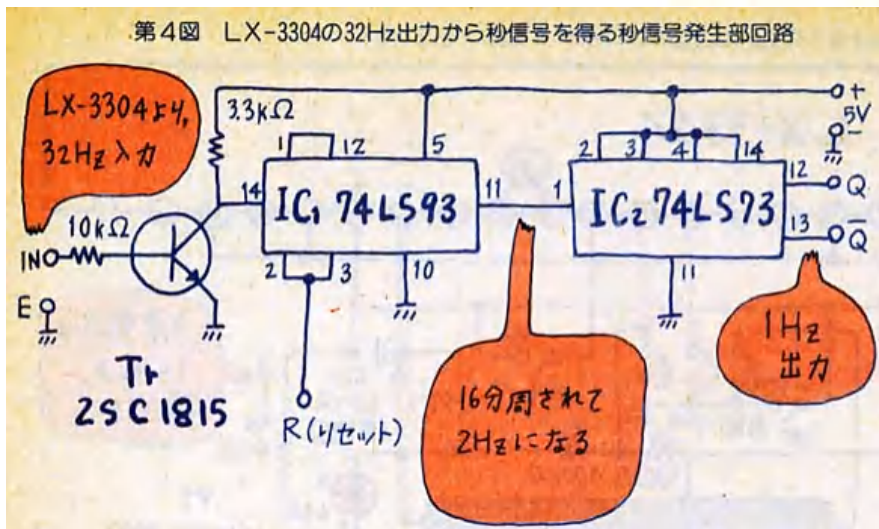 第4図 LX-3304の32Hz出力から秒信号を得る秒信号発生部回路
LX-3304より,
32Hz入力
3.3kΩ
+
5V
-
1
12
5
2
3
4
14
14
IC₁ 74LS93
11
1
IC₂ 74LS73
12
Q
13
Q̄
10kΩ
IN
2
3
10
11
E
Tr
2SC1815
R(リセット)
16分周されて
2Hzになる
1Hz
出力